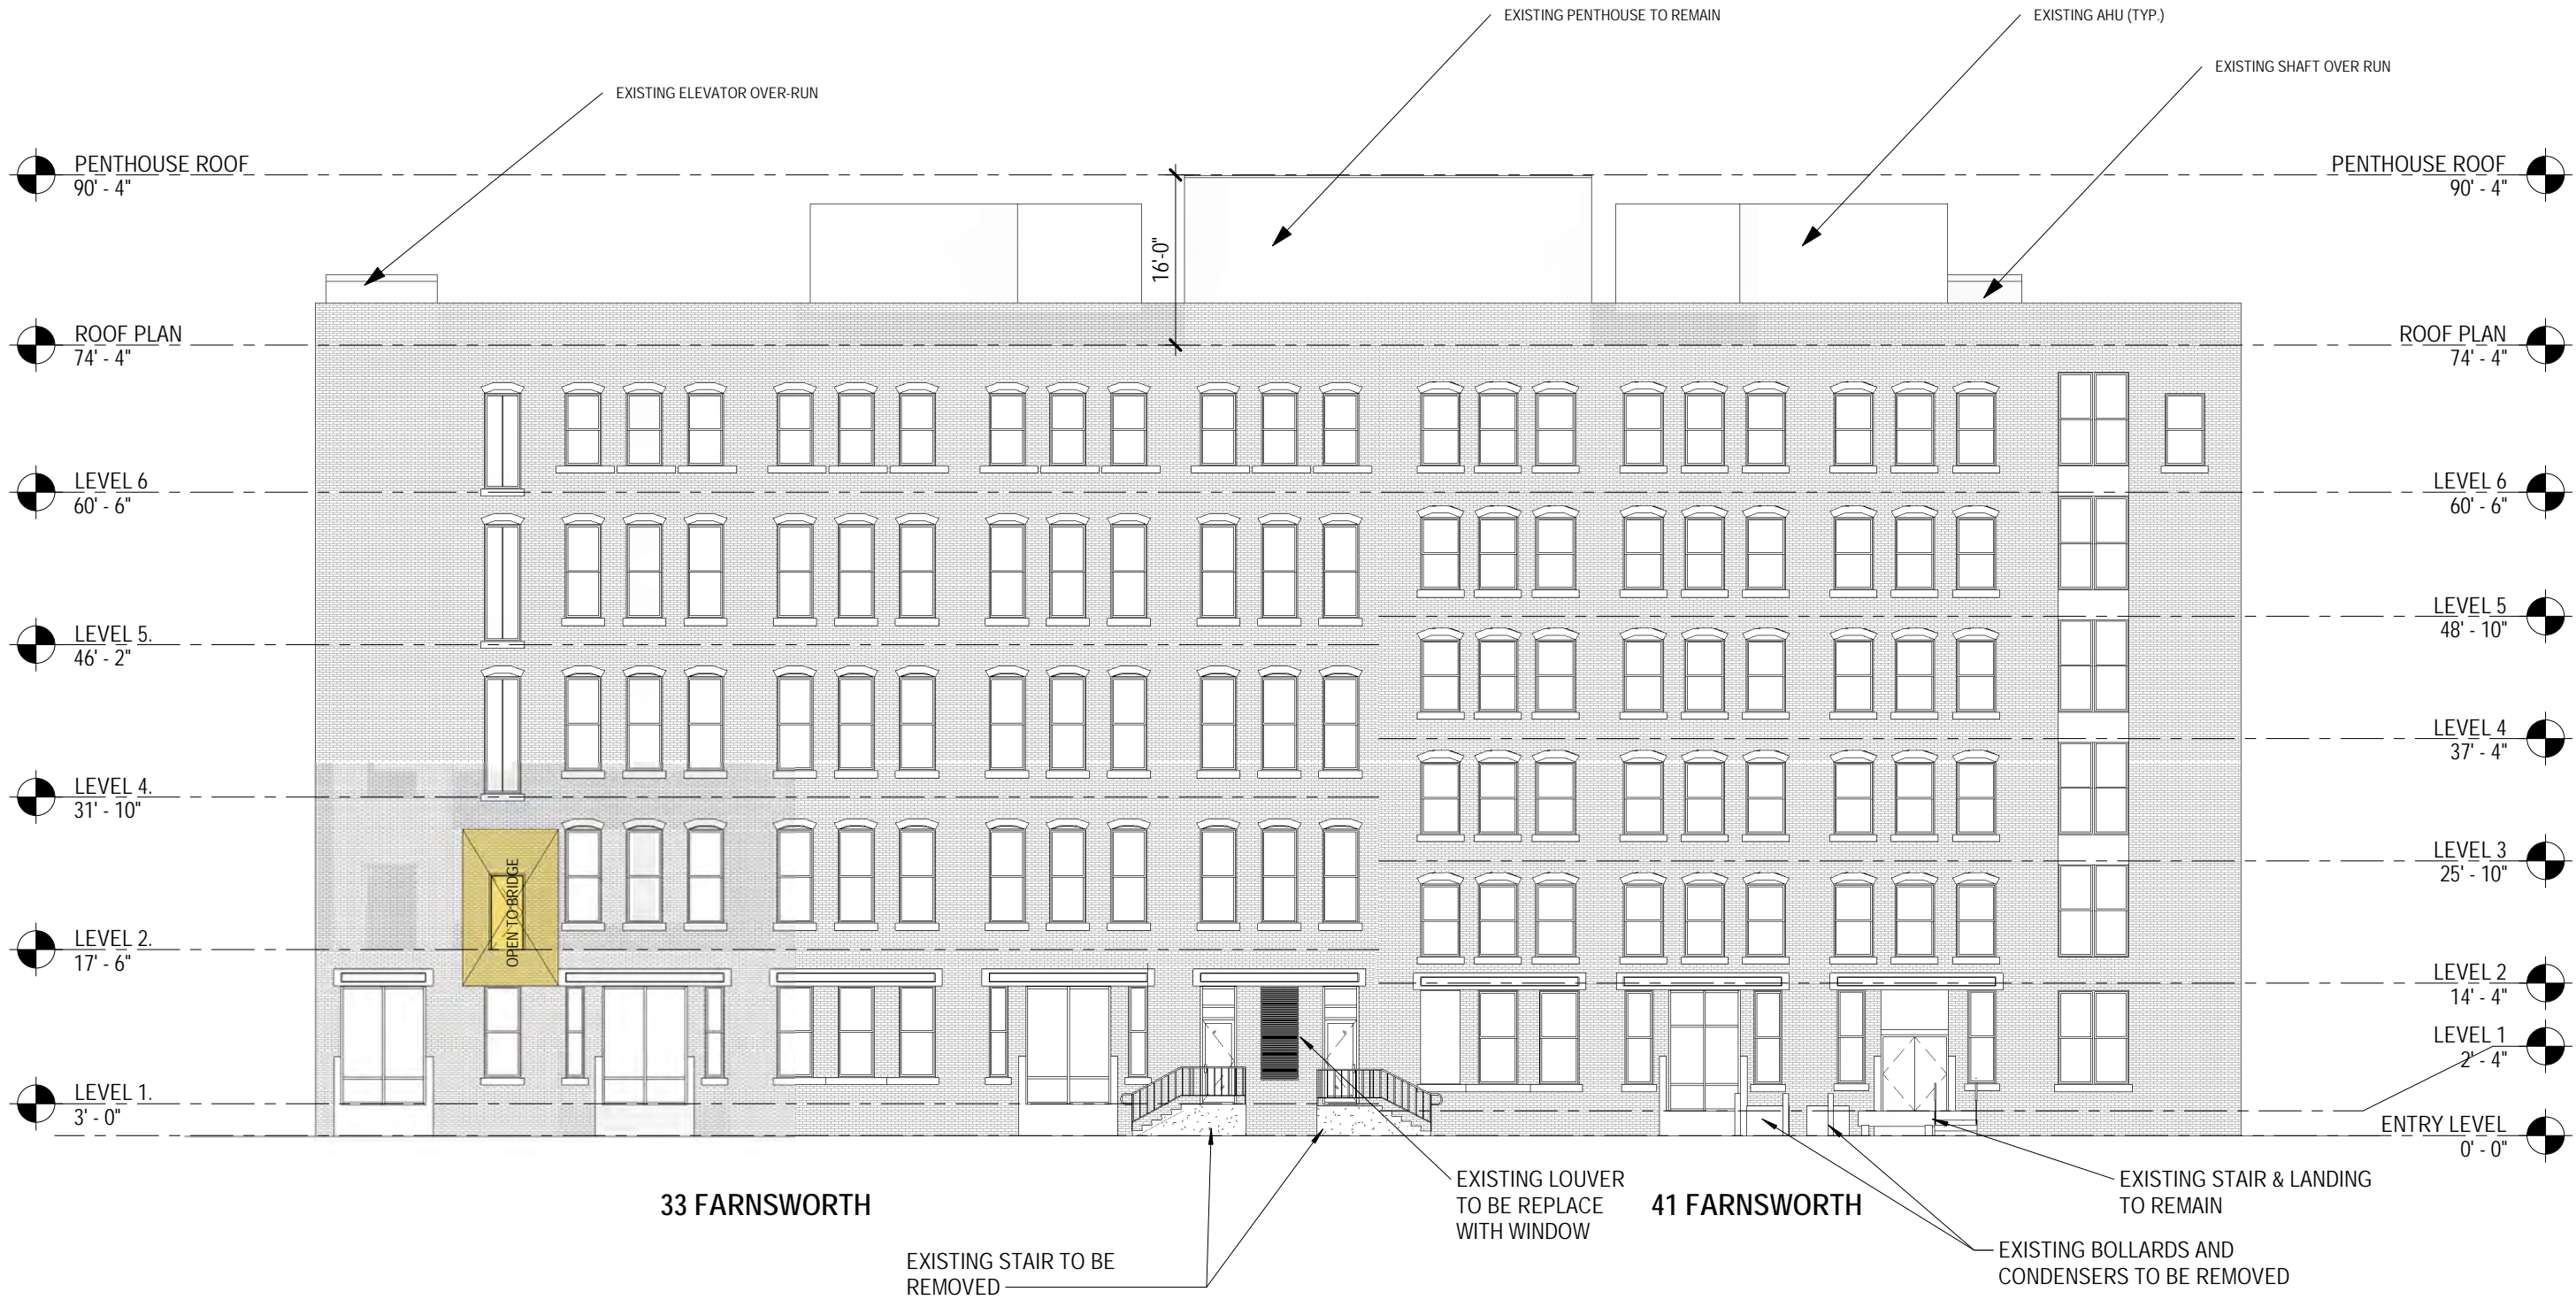 EXISTING PENTHOUSE TO REMAIN
EXISTING AHU (TYP.)
EXISTING SHAFT OVER RUN
EXISTING ELEVATOR OVER-RUN
PENTHOUSE ROOF
90' - 4"
PENTHOUSE ROOF
90' - 4"
16'-0"
ROOF PLAN
74' - 4"
ROOF PLAN
74' - 4"
LEVEL 6
60' - 6"
LEVEL 6
60' - 6"
LEVEL 5.
46' - 2"
LEVEL 5
48' - 10"
LEVEL 4
37' - 4"
LEVEL 4.
31' - 10"
LEVEL 3
25' - 10"
OPEN TO BRIDGE
LEVEL 2.
17' - 6"
LEVEL 2
14' - 4"
LEVEL 1
2' - 4"
LEVEL 1.
3' - 0"
ENTRY LEVEL
0' - 0"
33 FARNSWORTH
EXISTING LOUVER
TO BE REPLACE
WITH WINDOW
41 FARNSWORTH
EXISTING STAIR & LANDING
TO REMAIN
EXISTING STAIR TO BE
REMOVED
EXISTING BOLLARDS AND
CONDENSERS TO BE REMOVED